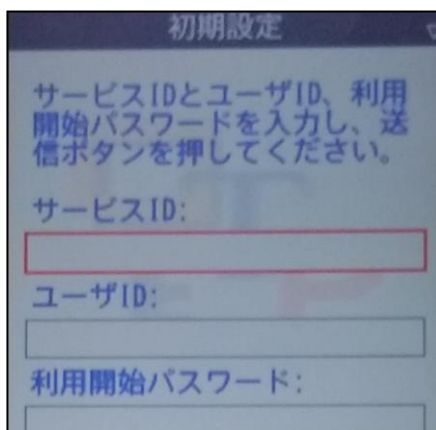 初期設定
サービスIDとユーザID、利用
開始パスワードを入力し、送
信ボタンを押してください。
サービスID:
ユーザID:
利用開始パスワード: